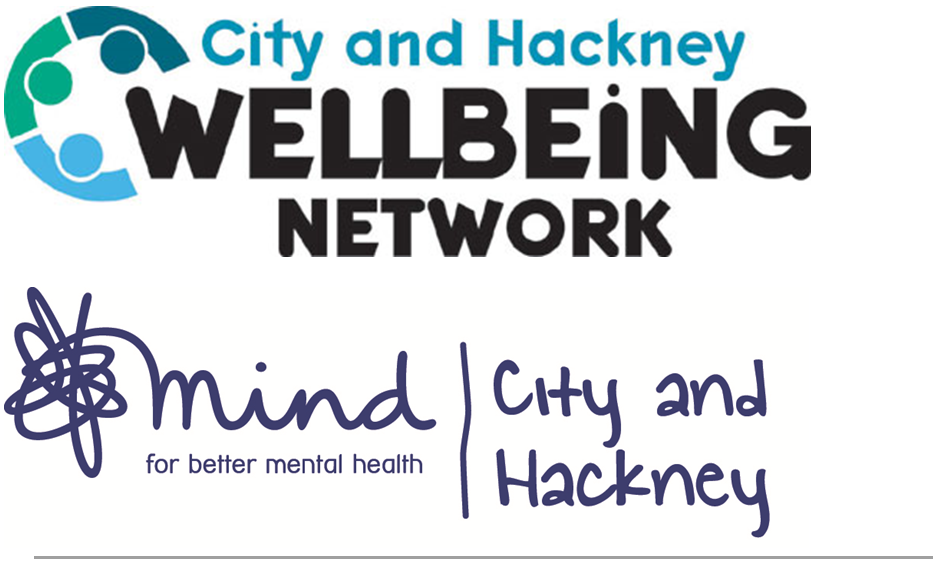 City and Hackney
WELLBEiNG
NETWORK
mind
for better mental health
City and
Hackney